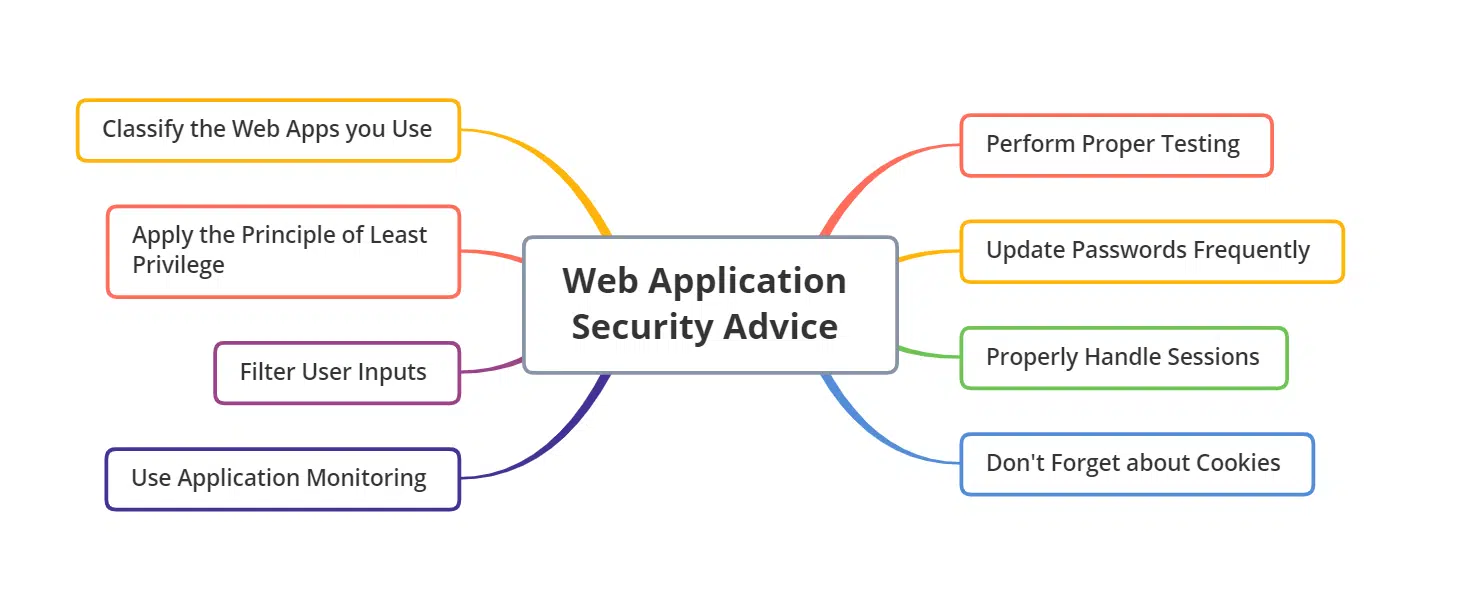 Web Application
Security Advice
Classify the Web Apps you Use
Apply the Principle of Least
Privilege
Filter User Inputs
Use Application Monitoring
Perform Proper Testing
Update Passwords Frequently
Properly Handle Sessions
Don't Forget about Cookies